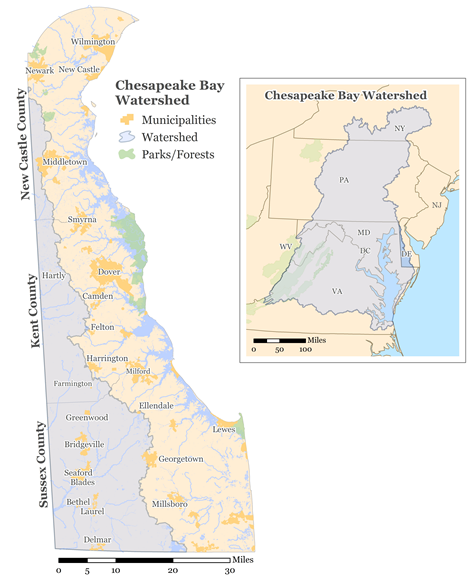 Wilmington
Newark
New Castle
Chesapeake Bay
Watershed
Municipalities
Watershed
Parks/Forests
New Castle County
Middletown
Smyrna
Hartly
Dover
Camden
Kent County
Felton
Harrington
Milford
Farmington
Ellendale
Greenwood
Lewes
Bridgeville
Georgetown
Sussex County
Seaford
Blades
Bethel
Laurel
Millsboro
Delmar
0 5 10 20 30 Miles
Chesapeake Bay Watershed
NY
PA
NJ
MD
WV
DC
DE
VA
Miles
0 50 100